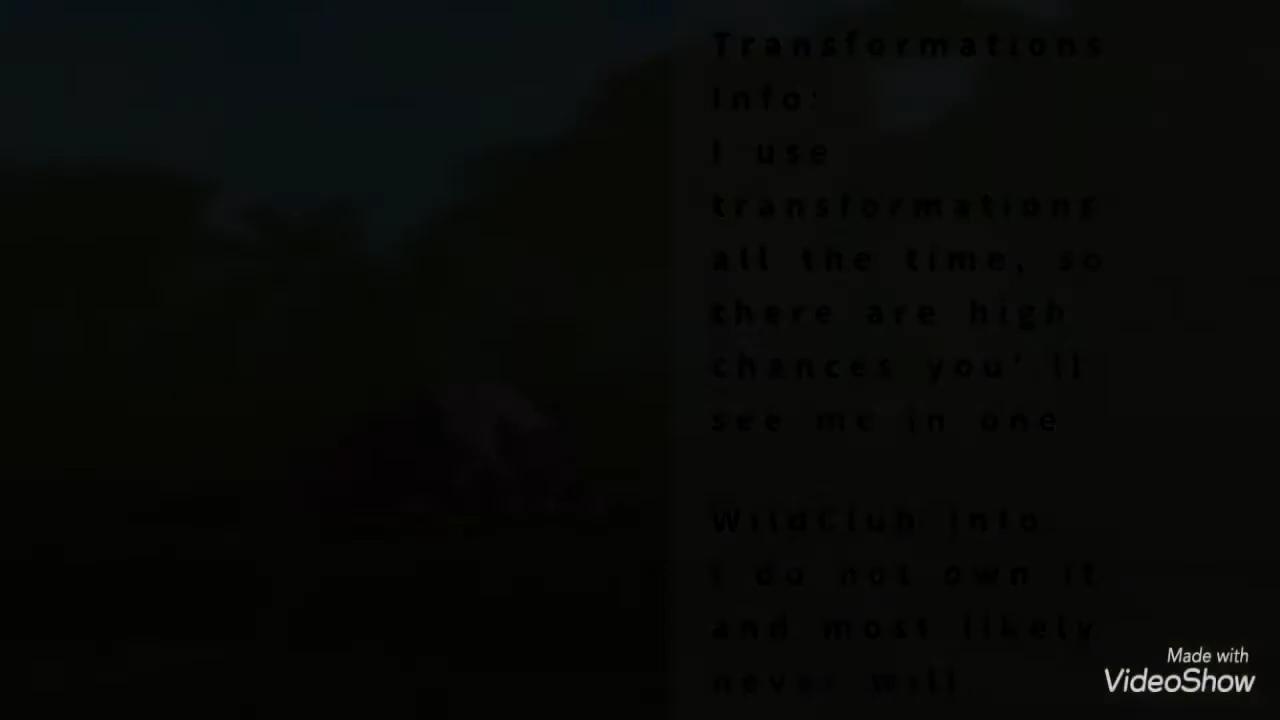 Transformations
Info:
I use
transformations
all the time, so
there are high
chances you'll
see me in one
WildClub info
I do not own it
and most likely
never will
Made with
VideoShow